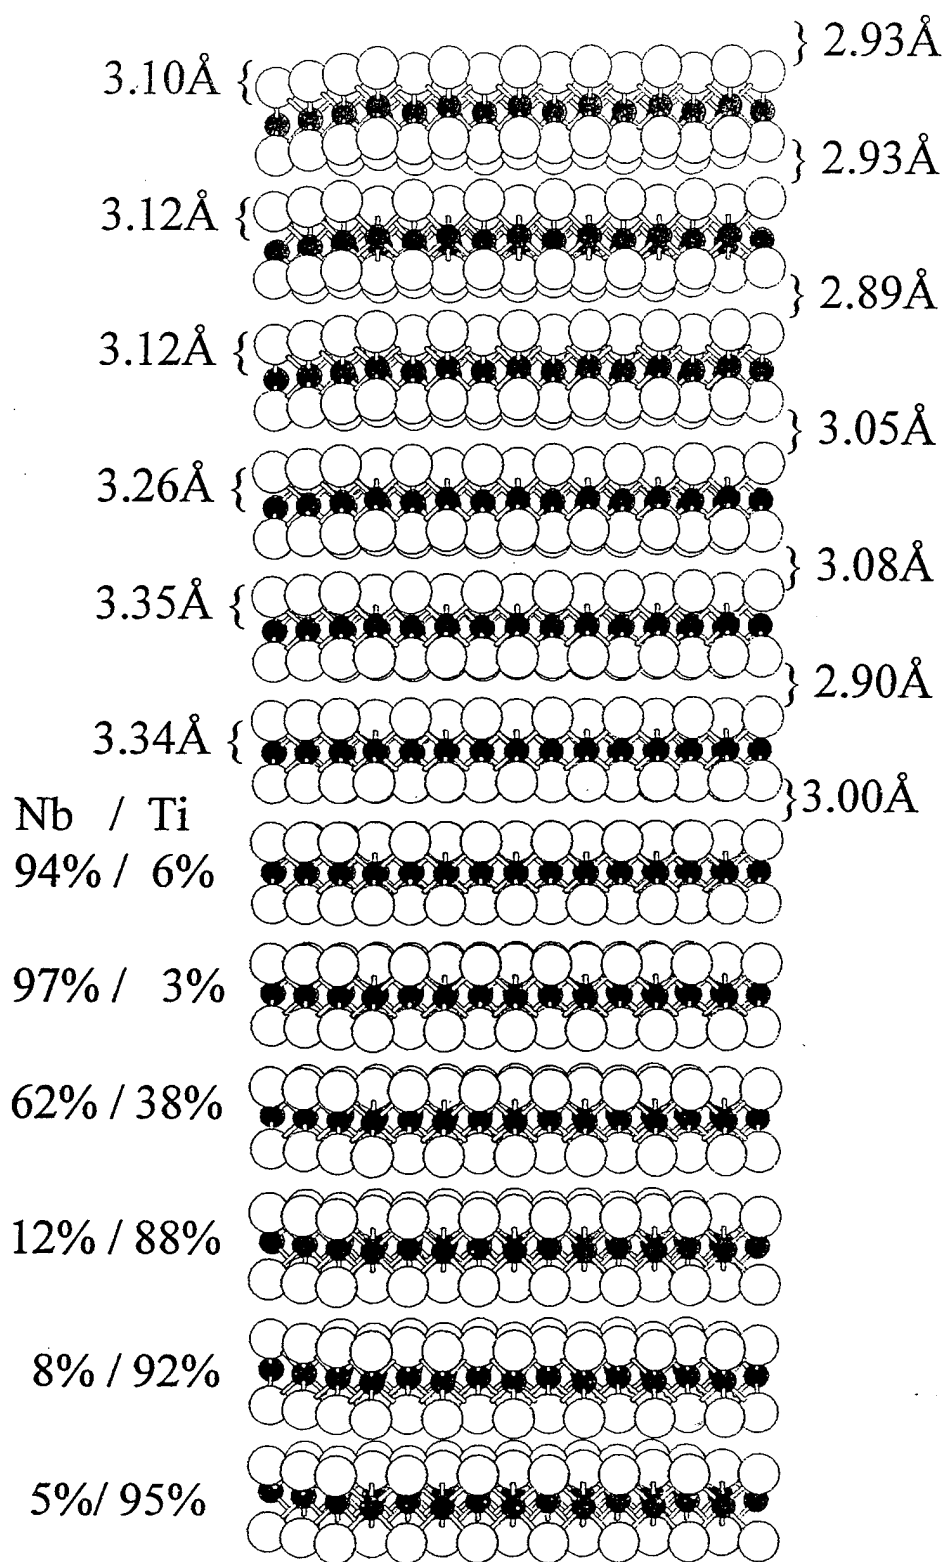 } 2.93Å
3.10Å {
} 2.93Å
3.12Å {
} 2.89Å
3.12Å {
} 3.05Å
3.26Å {
} 3.08Å
3.35Å {
} 2.90Å
3.34Å {
} 3.00Å
Nb / Ti
94% / 6%
97% / 3%
62% / 38%
12% / 88%
8% / 92%
5% / 95%